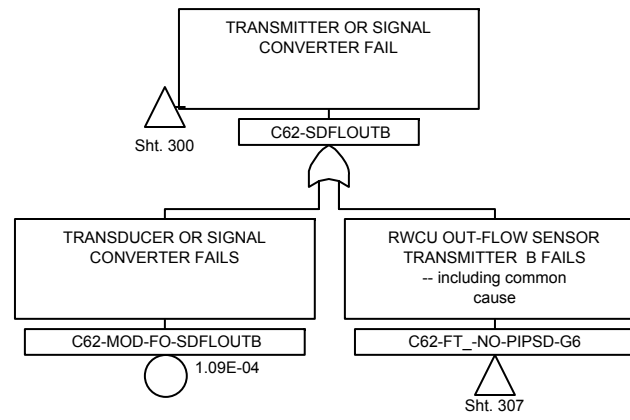 TRANSMITTER OR SIGNAL
CONVERTER FAIL
Sht. 300
C62-SDFLOUTB
TRANSDUCER OR SIGNAL
CONVERTER FAILS
C62-MOD-FO-SDFLOUTB
1.09E-04
RWCU OUT-FLOW SENSOR
TRANSMITTER B FAILS
-- including common
cause
C62-FT_-NO-PIPSD-G6
Sht. 307